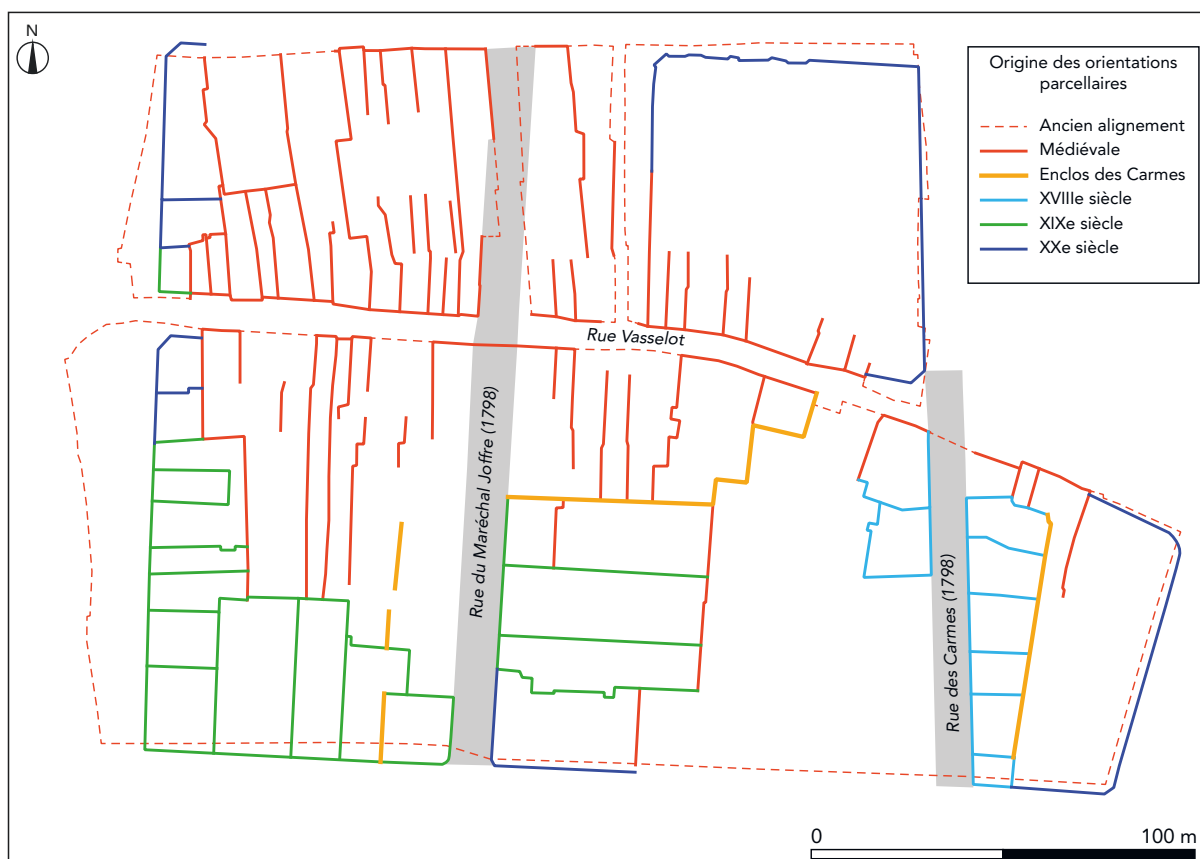 N
Origine des orientations
parcellaires
Ancien alignement
Médiévale
Enclos des Carmes
XVIIIe siècle
XIXe siècle
XXe siècle
Rue Vasselot
Rue du Maréchal Joffre (1798)
Rue des Carmes (1798)
0 100 m